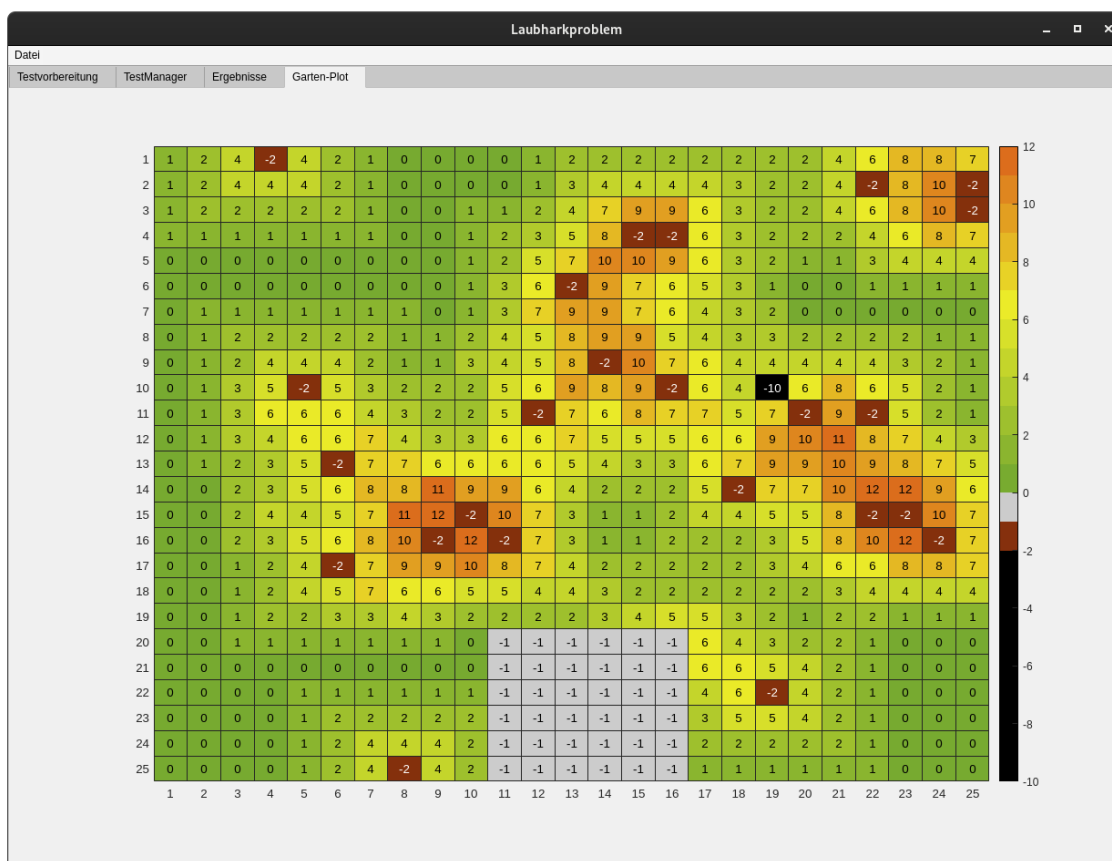 Laubharkproblem
Datei
Testvorbereitung TestManager Ergebnisse Garten-Plot
1 1 2 4 -2 4 2 1 0 0 0 0 1 2 2 2 2 2 2 2 2 4 6 8 8 7 12
2 1 2 4 4 4 2 1 0 0 0 0 1 3 4 4 4 4 3 2 2 4 -2 8 10 -2
3 1 2 2 2 2 2 1 0 0 1 1 2 4 7 9 9 6 3 2 2 4 6 8 10 -2 10
4 1 1 1 1 1 1 1 0 0 1 2 3 5 8 -2 -2 6 3 2 2 2 4 6 8 7
5 0 0 0 0 0 0 0 0 0 1 2 5 7 10 10 9 6 3 2 1 1 3 4 4 4 8
6 0 0 0 0 0 0 0 0 0 1 3 6 -2 9 7 6 5 3 1 0 0 1 1 1 1
7 0 1 1 1 1 1 1 1 0 1 3 7 9 9 7 6 4 3 2 0 0 0 0 0 0 6
8 0 1 2 2 2 2 2 1 1 2 4 5 8 9 9 5 4 3 3 2 2 2 2 1 1
9 0 1 2 4 4 4 2 1 1 3 4 5 8 -2 10 7 6 4 4 4 4 4 3 2 1
10 0 1 3 5 -2 5 3 2 2 2 5 6 9 8 9 -2 6 4 -10 6 8 6 5 2 1 4
11 0 1 3 6 6 6 4 3 2 2 5 -2 7 6 8 7 7 5 7 -2 9 -2 5 2 1
12 0 1 3 4 6 6 7 4 3 3 6 6 7 5 5 5 6 6 9 10 11 8 7 4 3 2
13 0 1 2 3 5 -2 7 7 6 6 6 6 5 4 3 3 6 7 9 9 10 9 8 7 5
14 0 0 2 3 5 6 8 8 11 9 9 6 4 2 2 2 5 -2 7 7 10 12 12 9 6 0
15 0 0 2 4 4 5 7 11 12 -2 10 7 3 1 1 2 4 4 5 5 8 -2 -2 10 7
16 0 0 2 3 5 6 8 10 -2 12 -2 7 3 1 1 2 2 2 3 5 8 10 12 -2 7 -2
17 0 0 1 2 4 -2 7 9 9 10 8 7 4 2 2 2 2 2 3 4 6 6 8 8 7
18 0 0 1 2 4 5 7 6 6 5 5 4 4 3 2 2 2 2 2 2 3 4 4 4 4 -4
19 0 0 1 2 2 3 3 4 3 2 2 2 2 3 4 5 5 3 2 1 2 2 1 1 1
20 0 0 1 1 1 1 1 1 1 0 -1 -1 -1 -1 -1 -1 6 4 3 2 2 1 0 0 0
21 0 0 0 0 0 0 0 0 0 0 -1 -1 -1 -1 -1 -1 6 6 5 4 2 1 0 0 0 -6
22 0 0 0 0 1 1 1 1 1 1 -1 -1 -1 -1 -1 -1 4 6 -2 4 2 1 0 0 0
23 0 0 0 0 1 2 2 2 2 2 -1 -1 -1 -1 -1 -1 3 5 5 4 2 1 0 0 0 -8
24 0 0 0 0 1 2 4 4 4 2 -1 -1 -1 -1 -1 -1 2 2 2 2 2 1 0 0 0
25 0 0 0 0 1 2 4 -2 4 2 -1 -1 -1 -1 -1 -1 1 1 1 1 1 1 0 0 0 -10
1 2 3 4 5 6 7 8 9 10 11 12 13 14 15 16 17 18 19 20 21 22 23 24 25